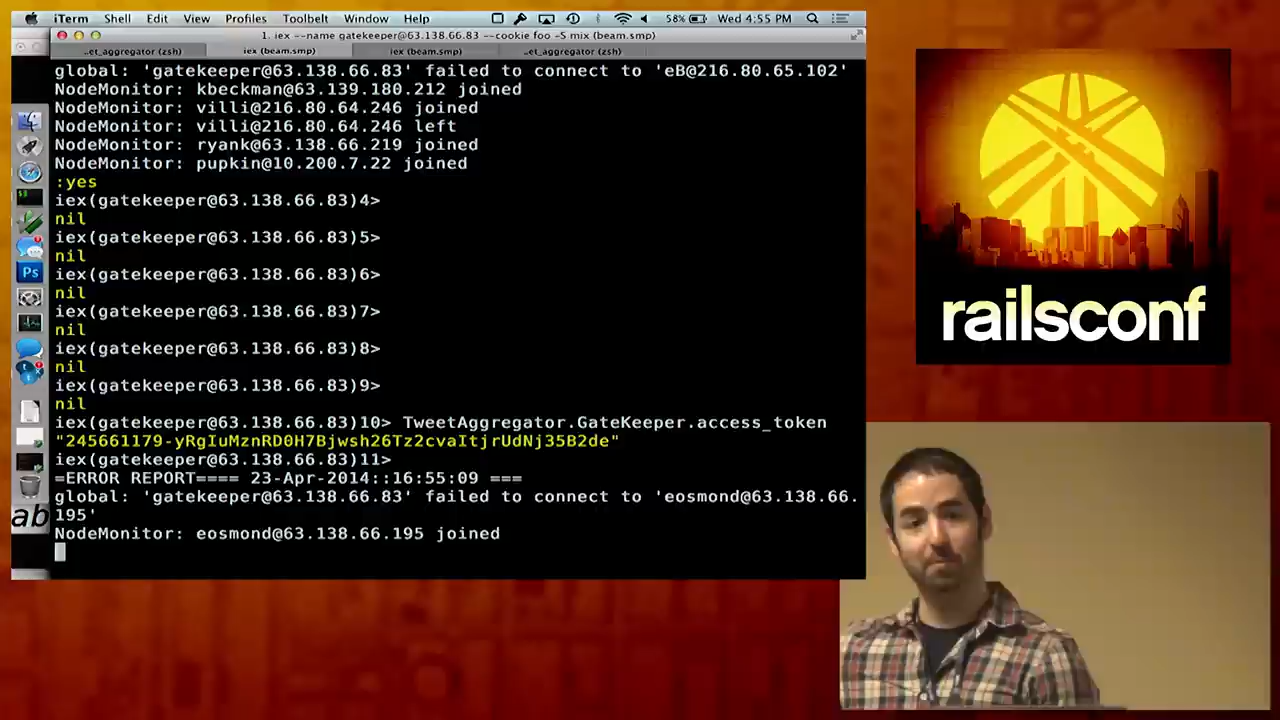 iTerm Shell Edit View Profiles Toolbelt Window Help 58% Wed 4:55 PM
1. iex --name gatekeeper@63.138.66.83 --cookie foo -S mix (beam.smp)
..et_aggregator (zsh) iex (beam.smp) iex (beam.smp) ..et_aggregator (zsh)
global: 'gatekeeper@63.138.66.83' failed to connect to 'eB@216.80.65.102'
NodeMonitor: kbeckman@63.139.180.212 joined
NodeMonitor: villi@216.80.64.246 joined
NodeMonitor: villi@216.80.64.246 left
NodeMonitor: ryank@63.138.66.219 joined
NodeMonitor: pupkin@10.200.7.22 joined
:yes
iex(gatekeeper@63.138.66.83)4>
nil
iex(gatekeeper@63.138.66.83)5>
nil
iex(gatekeeper@63.138.66.83)6>
nil
iex(gatekeeper@63.138.66.83)7>
nil
iex(gatekeeper@63.138.66.83)8>
nil
iex(gatekeeper@63.138.66.83)9>
nil
iex(gatekeeper@63.138.66.83)10> TweetAggregator.GateKeeper.access_token
"245661179-yRgIuMznRD0H7Bjwsh26Tz2cvaItjrUdNj35B2de"
iex(gatekeeper@63.138.66.83)11>
=ERROR REPORT==== 23-Apr-2014::16:55:09 ===
global: 'gatekeeper@63.138.66.83' failed to connect to 'eosmond@63.138.66.
195'
NodeMonitor: eosmond@63.138.66.195 joined
Ps
ab
railsconf